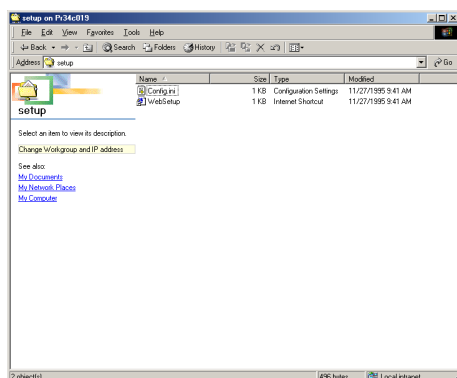 setup on Pr34c019
File Edit View Favorites Tools Help
Back Search Folders History
Address setup Go
Name Size Type Modified
Config.ini 1 KB Configuration Settings 11/27/1995 9:41 AM
WebSetup 1 KB Internet Shortcut 11/27/1995 9:41 AM
setup
Select an item to view its description.
Change Workgroup and IP address
See also:
My Documents
My Network Places
My Computer
2 object(s) 496 bytes Local intranet